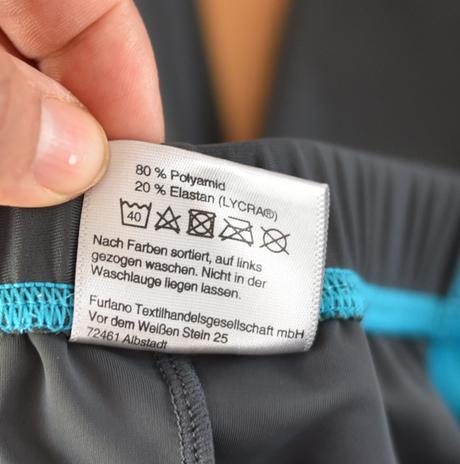 80 % Polyamid
20 % Elastan (LYCRA®)
40
Nach Farben sortiert, auf links
gezogen waschen. Nicht in der
Waschlauge liegen lassen.
Furlano Textilhandelsgesellschaft mbH
Vor dem Weißen Stein 25
72461 Albstadt